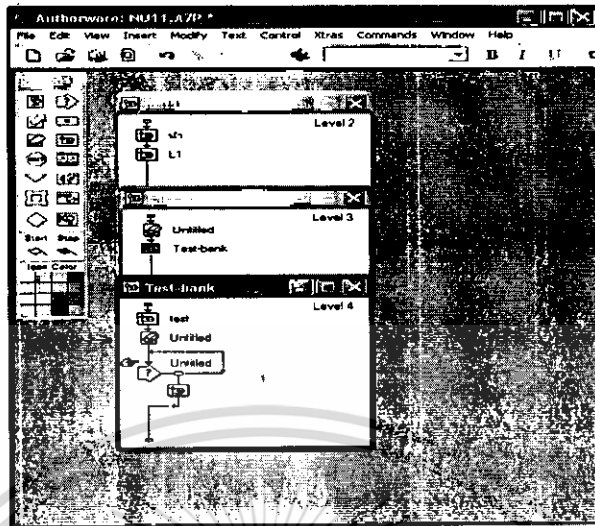 Authorware: NU11.A7P *
File Edit View Insert Modify Text Control Xtras Commands Window Help
B I U
Level 2
L1
Level 3
Untitled
Test-bank
Start Stop
Icon Color
Test-bank
Level 4
test
Untitled
Untitled